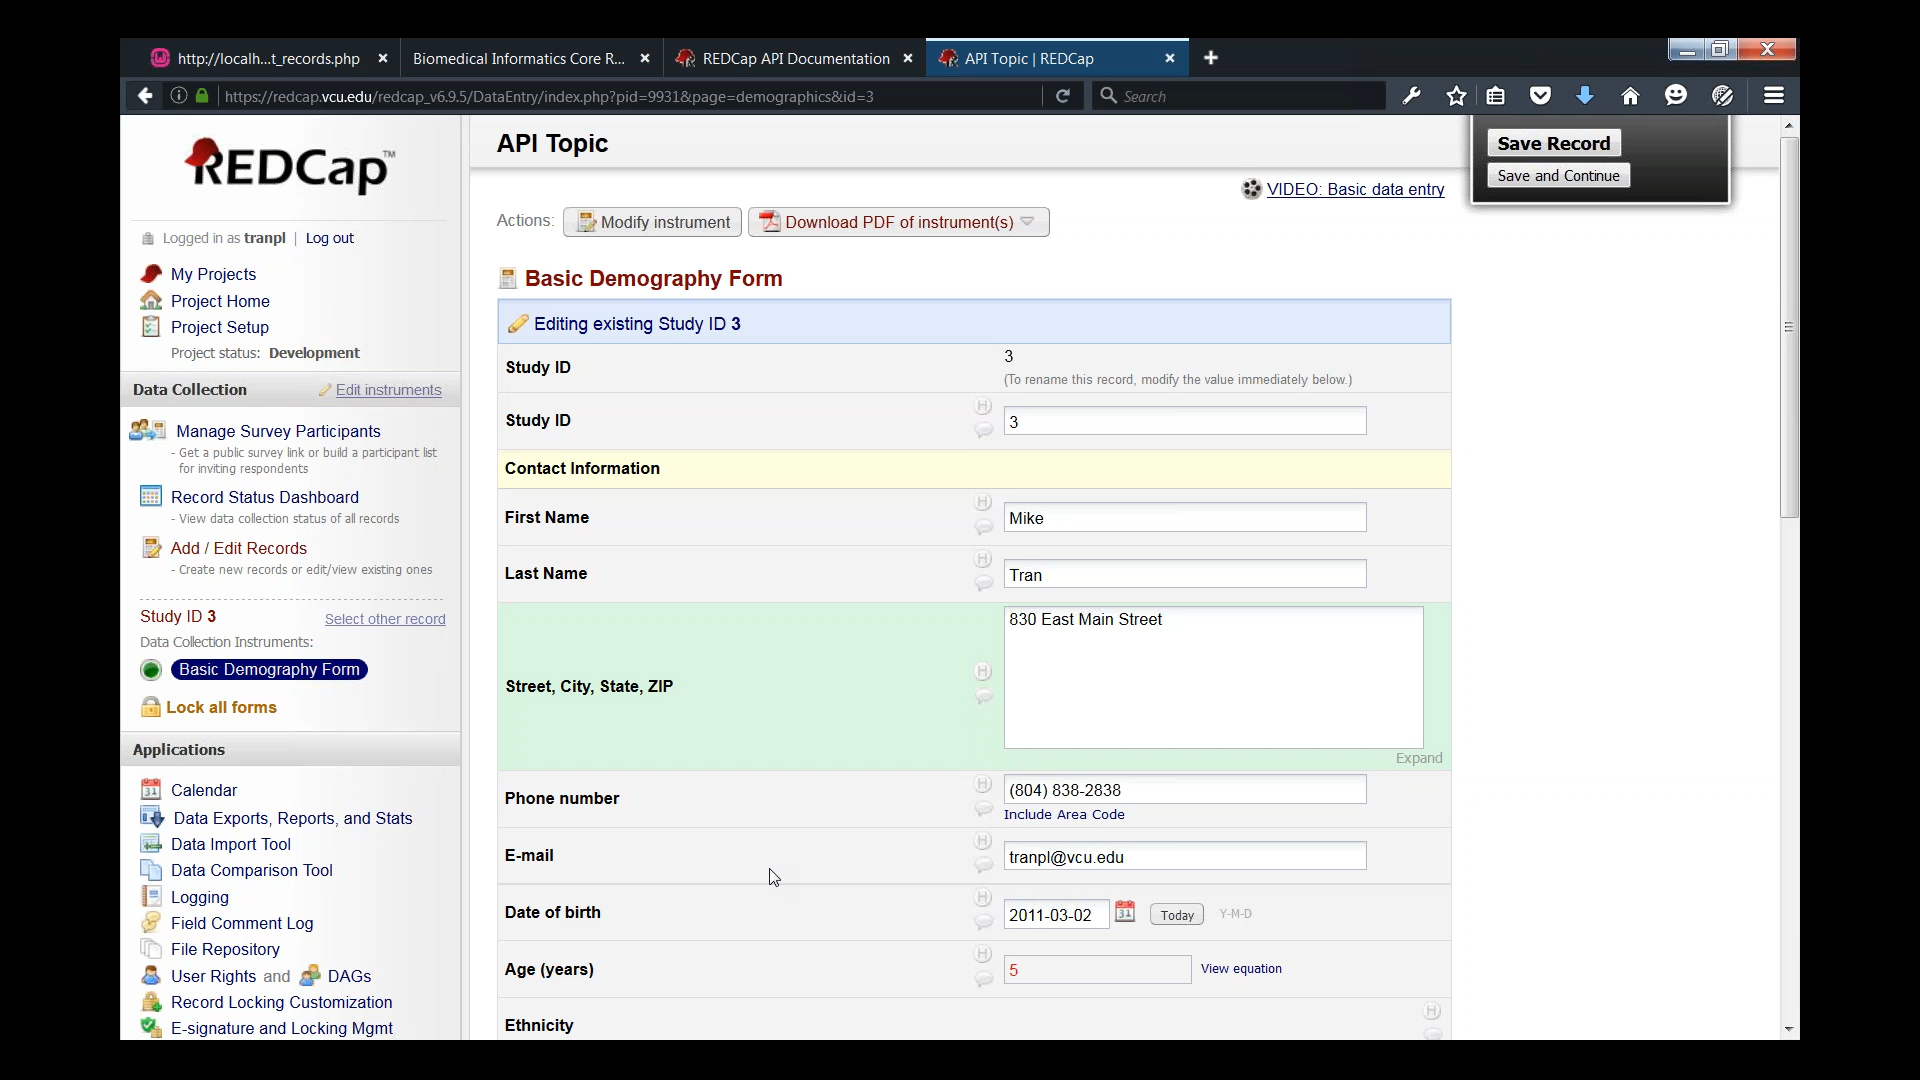 http://localh...t_records.php
Biomedical Informatics Core R...
REDCap API Documentation
API Topic | REDCap
https://redcap.vcu.edu/redcap_v6.9.5/DataEntry/index.php?pid=9931&page=demographics&id=3
Search
REDCap™
Logged in as tranpl | Log out
My Projects
Project Home
Project Setup
Project status: Development
Data Collection
Edit instruments
Manage Survey Participants
- Get a public survey link or build a participant list
for inviting respondents
Record Status Dashboard
- View data collection status of all records
Add / Edit Records
- Create new records or edit/view existing ones
Study ID 3
Select other record
Data Collection Instruments:
Basic Demography Form
Lock all forms
Applications
31
Calendar
Data Exports, Reports, and Stats
Data Import Tool
Data Comparison Tool
Logging
Field Comment Log
File Repository
User Rights and DAGs
Record Locking Customization
E-signature and Locking Mgmt
API Topic
Save Record
Save and Continue
VIDEO: Basic data entry
Actions:
Modify instrument
Download PDF of instrument(s)
Basic Demography Form
Editing existing Study ID 3
Study ID
3
(To rename this record, modify the value immediately below.)
Study ID
H
3
Contact Information
First Name
H
Mike
Last Name
H
Tran
Street, City, State, ZIP
H
830 East Main Street
Expand
Phone number
H
(804) 838-2838
Include Area Code
E-mail
H
tranpl@vcu.edu
Date of birth
H
2011-03-02
31
Today
Y-M-D
Age (years)
H
5
View equation
Ethnicity
H